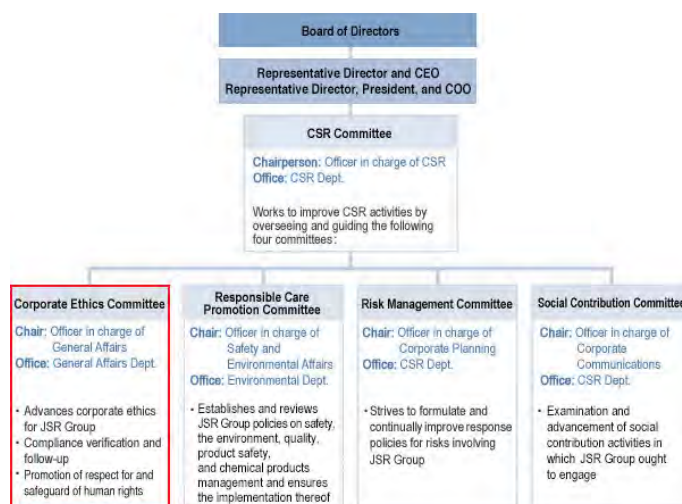 Board of Directors
Representative Director and CEO
Representative Director, President, and COO
CSR Committee
Chairperson: Officer in charge of CSR
Office: CSR Dept.
Works to improve CSR activities by
overseeing and guiding the following
four committees:
Corporate Ethics Committee
Chair: Officer in charge of
General Affairs
Office: General Affairs Dept.
• Advances corporate ethics
for JSR Group
• Compliance verification and
follow-up
• Promotion of respect for and
safeguard of human rights
Responsible Care
Promotion Committee
Chair: Officer in charge of
Safety and
Environmental Affairs
Office: Environmental Dept.
• Establishes and reviews
JSR Group policies on safety,
the environment, quality,
product safety,
and chemical products
management and ensures
the implementation thereof
Risk Management Committee
Chair: Officer in charge of
Corporate Planning
Office: CSR Dept.
• Strives to formulate and
continually improve response
policies for risks involving
JSR Group
Social Contribution Committee
Chair: Officer in charge of
Corporate
Communications
Office: CSR Dept.
• Examination and
advancement of social
contribution activities in
which JSR Group ought
to engage